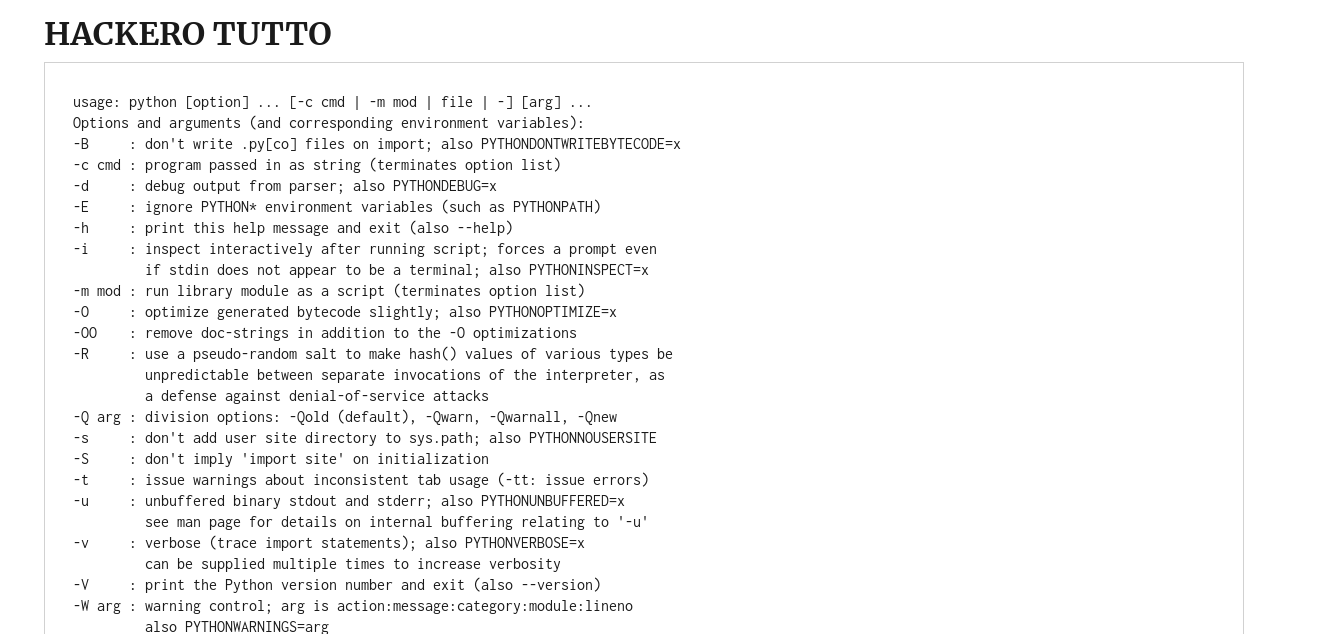 HACKERO TUTTO
usage: python [option] ... [-c cmd | -m mod | file | -] [arg] ...
Options and arguments (and corresponding environment variables):
-B     : don't write .py[co] files on import; also PYTHONDONTWRITEBYTECODE=x
-c cmd : program passed in as string (terminates option list)
-d     : debug output from parser; also PYTHONDEBUG=x
-E     : ignore PYTHON* environment variables (such as PYTHONPATH)
-h     : print this help message and exit (also --help)
-i     : inspect interactively after running script; forces a prompt even
         if stdin does not appear to be a terminal; also PYTHONINSPECT=x
-m mod : run library module as a script (terminates option list)
-O     : optimize generated bytecode slightly; also PYTHONOPTIMIZE=x
-OO    : remove doc-strings in addition to the -O optimizations
-R     : use a pseudo-random salt to make hash() values of various types be
         unpredictable between separate invocations of the interpreter, as
         a defense against denial-of-service attacks
-Q arg : division options: -Qold (default), -Qwarn, -Qwarnall, -Qnew
-s     : don't add user site directory to sys.path; also PYTHONNOUSERSITE
-S     : don't imply 'import site' on initialization
-t     : issue warnings about inconsistent tab usage (-tt: issue errors)
-u     : unbuffered binary stdout and stderr; also PYTHONUNBUFFERED=x
         see man page for details on internal buffering relating to '-u'
-v     : verbose (trace import statements); also PYTHONVERBOSE=x
         can be supplied multiple times to increase verbosity
-V     : print the Python version number and exit (also --version)
-W arg : warning control; arg is action:message:category:module:lineno
         also PYTHONWARNINGS=arg